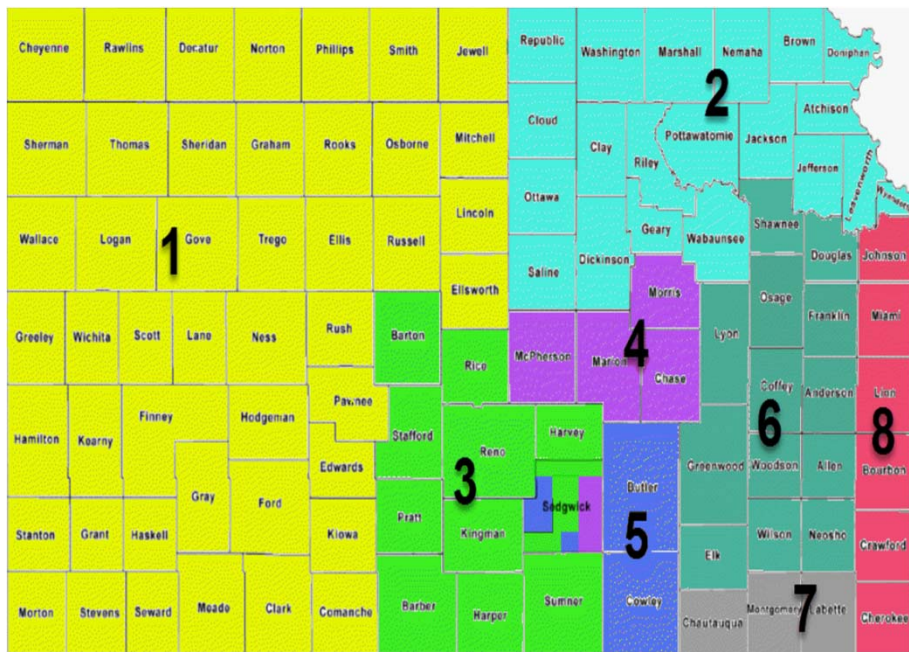 Cheyenne Rawlins Decatur Norton Phillips Smith Jewell Republic Washington Marshall Nemaha Brown Doniphan
2
Sherman Thomas Sheridan Graham Rooks Osborne Mitchell Cloud Clay Riley Pottawatomie Jackson Atchison
Jefferson Leavenworth Wyandotte
Wallace Logan Gove Trego Ellis Russell Lincoln Ottawa Geary Wabaunsee Shawnee Douglas Johnson
1
Ellsworth Saline Dickinson Morris Osage Franklin Miami
Greeley Wichita Scott Lane Ness Rush Barton Rice McPherson Marion Chase Lyon Coffey Anderson Linn
4
Hamilton Kearny Finney Hodgeman Pawnee Stafford Reno Harvey Greenwood Woodson Allen Bourbon
6
8
Edwards
3
Gray Ford Sedgwick Butler
Stanton Grant Haskell Kiowa Pratt Kingman Elk Wilson Neosho Crawford
5
Morton Stevens Seward Meade Clark Comanche Barber Harper Sumner Cowley Chautauqua Montgomery Labette Cherokee
7